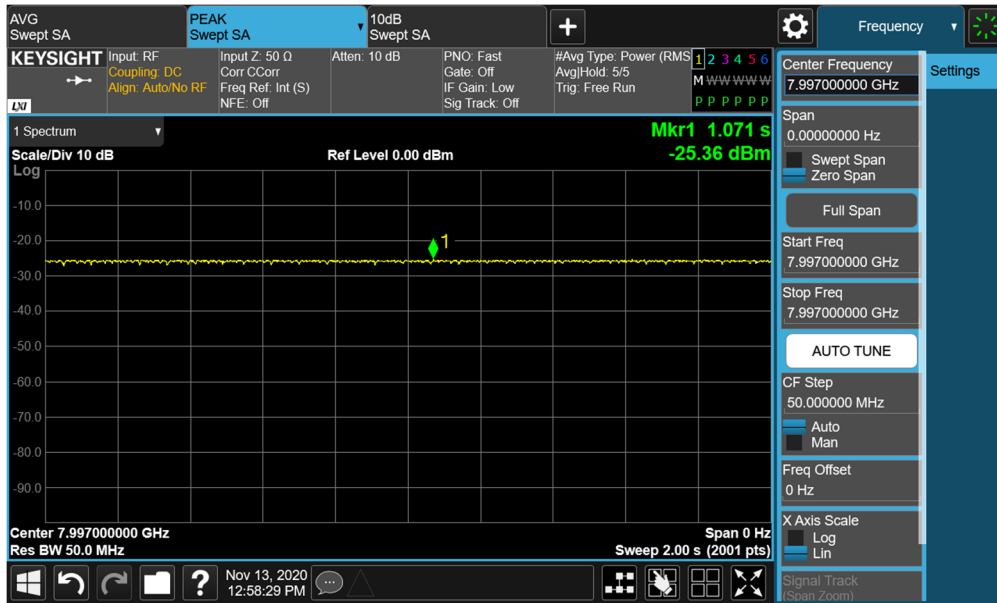 AVG
Swept SA
PEAK
Swept SA
10dB
Swept SA
+
Frequency
KEYSIGHT
LXI
Input: RF
Coupling: DC
Align: Auto/No RF
Input Z: 50 Ω
Corr CCorr
Freq Ref: Int (S)
NFE: Off
Atten: 10 dB
PNO: Fast
Gate: Off
IF Gain: Low
Sig Track: Off
#Avg Type: Power (RMS
Avg|Hold: 5/5
Trig: Free Run
1 2 3 4 5 6
M W W W W W
P P P P P P
1 Spectrum
Scale/Div 10 dB
Ref Level 0.00 dBm
Mkr1 1.071 s
-25.36 dBm
Log
-10.0
-20.0
-30.0
-40.0
-50.0
-60.0
-70.0
-80.0
-90.0
1
Center 7.997000000 GHz
Res BW 50.0 MHz
Span 0 Hz
Sweep 2.00 s (2001 pts)
Center Frequency
7.997000000 GHz
Span
0.00000000 Hz
Swept Span
Zero Span
Full Span
Start Freq
7.997000000 GHz
Stop Freq
7.997000000 GHz
AUTO TUNE
CF Step
50.000000 MHz
Auto
Man
Freq Offset
0 Hz
X Axis Scale
Log
Lin
Signal Track
(Span Zoom)
Settings
?
Nov 13, 2020
12:58:29 PM